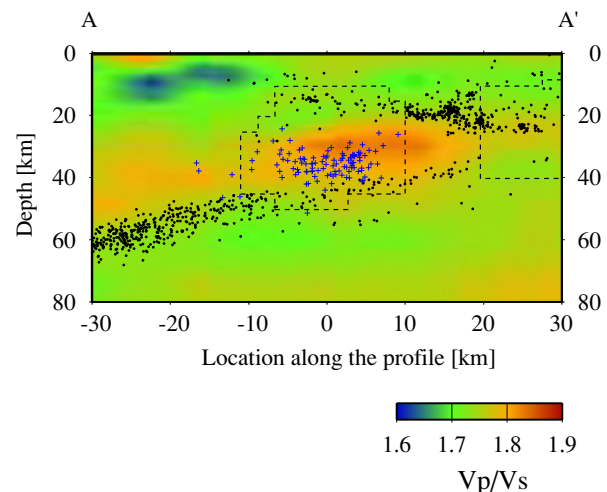 A A'
0 0
20 20
40 40
60 60
80 80
Depth [km]
-30 -20 -10 0 10 20 30
Location along the profile [km]
1.6 1.7 1.8 1.9
Vp/Vs